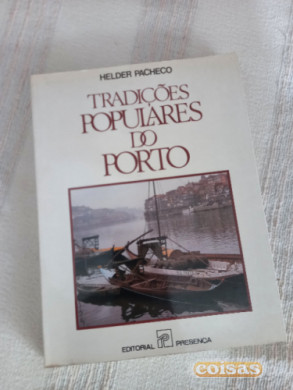 HELDER PACHECO
TRADIÇÕES
POPULARES
DO
PORTO
EDITORIAL PRESENÇA
coisas